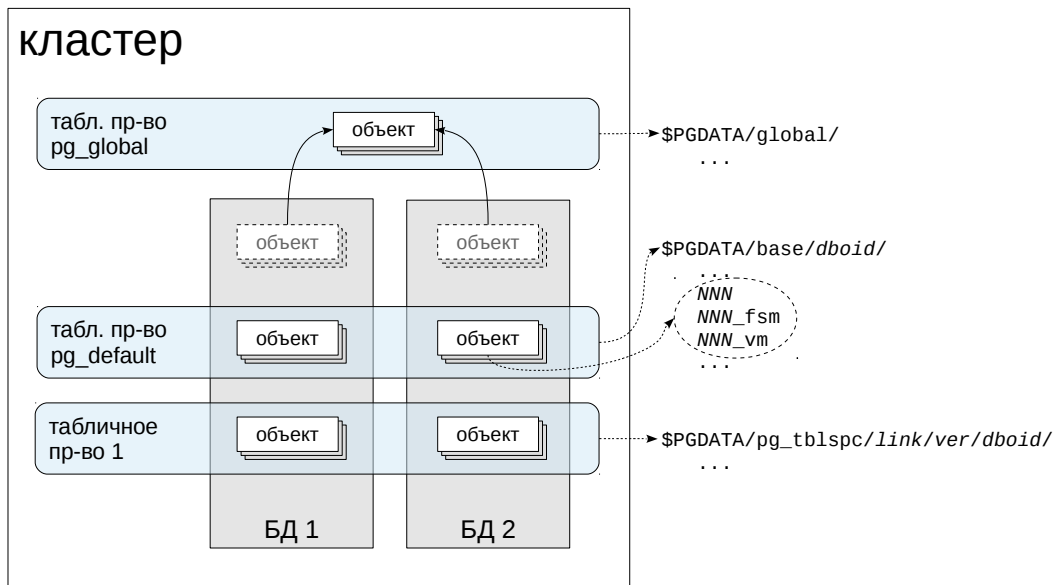 кластер
табл. пр-во
pg_global
объект
$PGDATA/global/
...
объект
объект
$PGDATA/base/dboid/
...
NNN
NNN_fsm
NNN_vm
...
табл. пр-во
pg_default
объект
объект
табличное
пр-во 1
объект
объект
$PGDATA/pg_tblspc/link/ver/dboid/
...
БД 1
БД 2